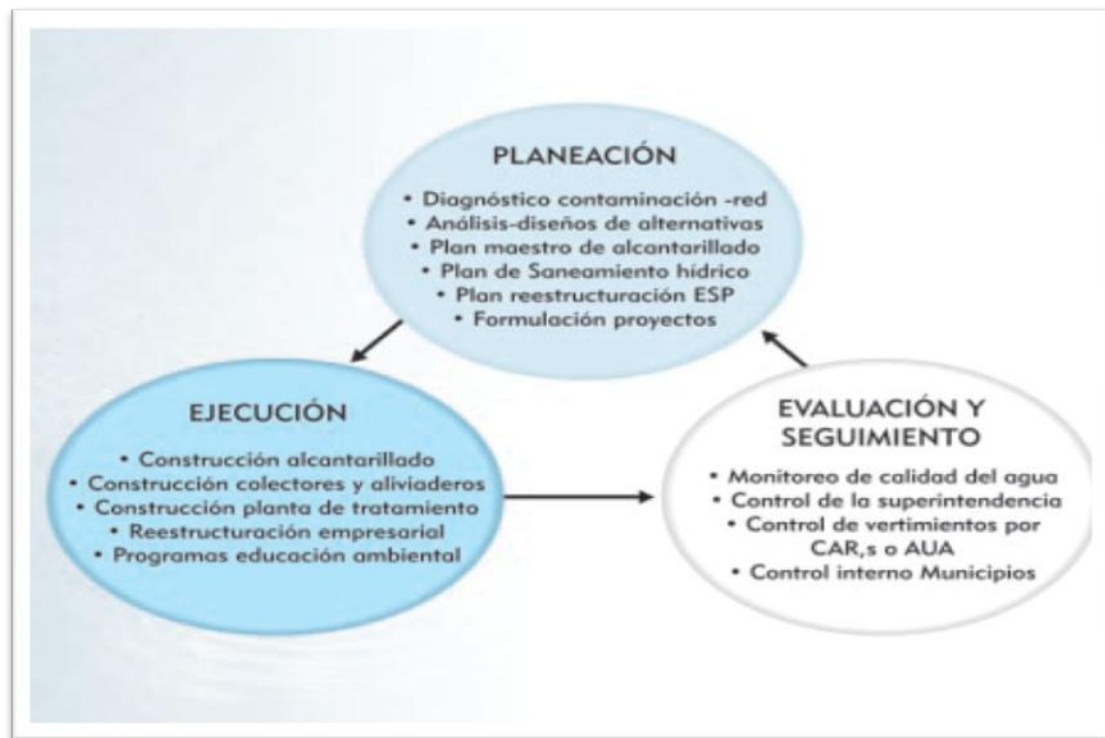 PLANEACIÓN
• Diagnóstico contaminación -red
• Análisis-diseños de alternativas
• Plan maestro de alcantarillado
• Plan de Saneamiento hídrico
• Plan reestructuración ESP
• Formulación proyectos
EJECUCIÓN
• Construcción alcantarillado
• Construcción colectores y aliviaderos
• Construcción planta de tratamiento
• Reestructuración empresarial
• Programas educación ambiental
EVALUACIÓN Y
SEGUIMIENTO
• Monitoreo de calidad del agua
• Control de la superintendencia
• Control de vertimientos por
CAR,s o AUA
• Control interno Municipios